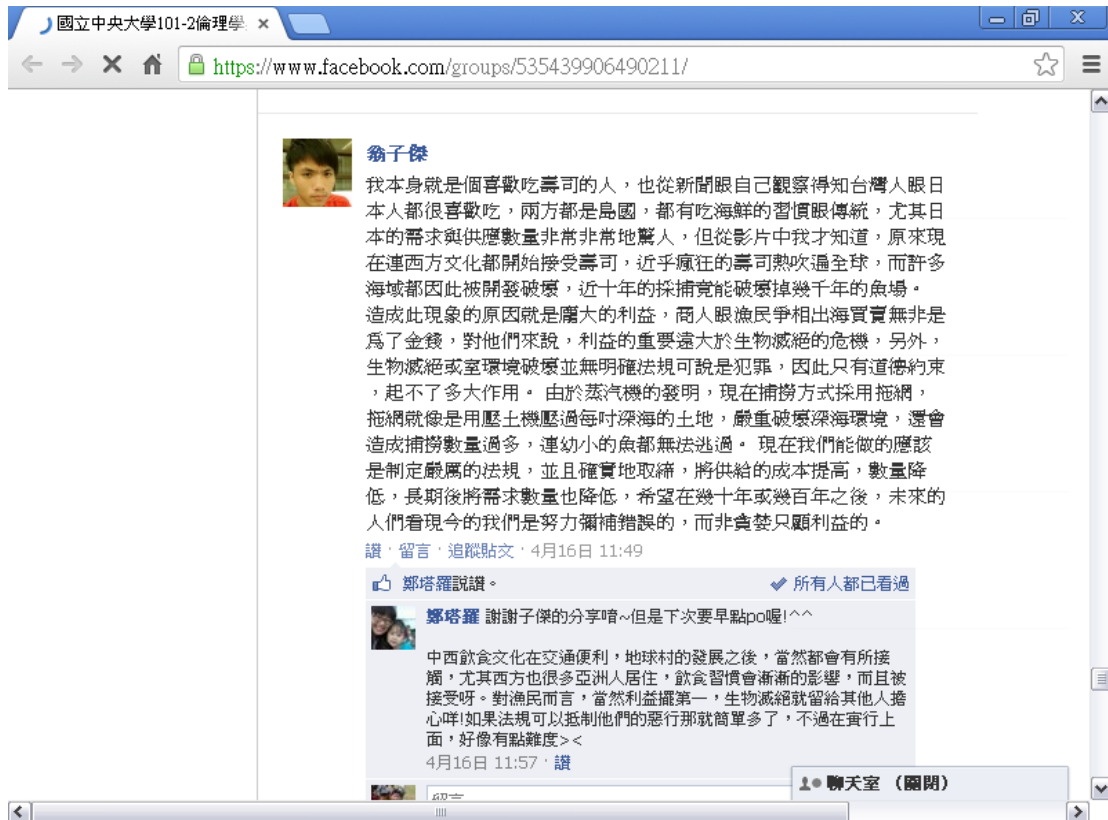 國立中央大學101-2倫理學
https://www.facebook.com/groups/535439906490211/
翁子傑
我本身就是個喜歡吃壽司的人，也從新聞眼自己觀察得知台灣人眼日
本人都很喜歡吃，兩方都是島國，都有吃海鮮的習慣眼傳統，尤其日
本的需求與供應數量非常非常地驚人，但從影片中我才知道，原來現
在連西方文化都開始接受壽司，近乎瘋狂的壽司熱吹遍全球，而許多
海域都因此被開發破壞，近十年的採捕竟能破壞掉幾千年的魚場。
造成此現象的原因就是龐大的利益，商人眼漁民爭相出海買賣無非是
為了金錢，對他們來說，利益的重要遠大於生物滅絕的危機，另外，
生物滅絕或室環境破壞並無明確法規可說是犯罪，因此只有道德約束
，起不了多大作用。 由於蒸汽機的發明，現在捕撈方式採用拖網，
拖網就像是用壓土機壓過每吋深海的土地，嚴重破壞深海環境，還會
造成捕撈數量過多，連幼小的魚都無法逃過。 現在我們能做的應該
是制定嚴厲的法規，並且確實地取締，將供給的成本提高，數量降
低，長期後將需求數量也降低，希望在幾十年或幾百年之後，未來的
人們看現今的我們是努力彌補錯誤的，而非貪婪只顧利益的。
讚 · 留言 · 追蹤貼文 · 4月16日 11:49
鄭塔羅說讚。 ✔ 所有人都已看過
鄭塔羅 謝謝子傑的分享唷~但是下次要早點po喔!^^
中西飲食文化在交通便利，地球村的發展之後，當然都會有所接
觸，尤其西方也很多亞洲人居住，飲食習慣會漸漸的影響，而且被
接受呀。對漁民而言，當然利益擺第一，生物滅絕就留給其他人擔
心咩!如果法規可以抵制他們的惡行那就簡單多了，不過在實行上
面，好像有點難度><
4月16日 11:57 · 讚
留言
聊天室 （關閉）